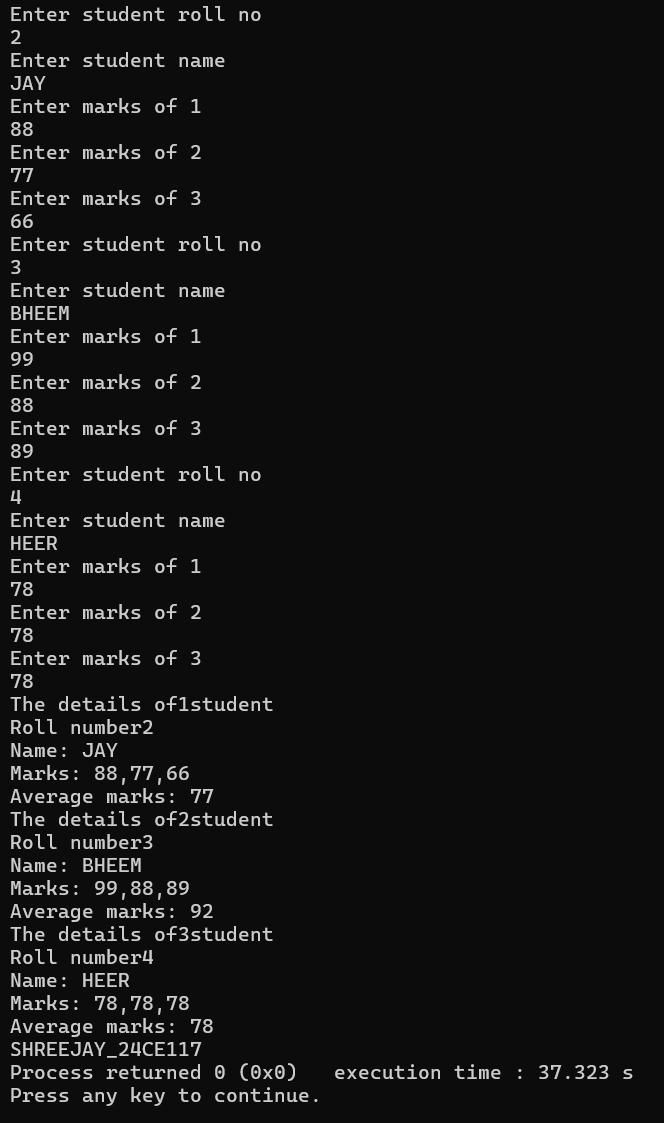 Enter student roll no
2
Enter student name
JAY
Enter marks of 1
88
Enter marks of 2
77
Enter marks of 3
66
Enter student roll no
3
Enter student name
BHEEM
Enter marks of 1
99
Enter marks of 2
88
Enter marks of 3
89
Enter student roll no
4
Enter student name
HEER
Enter marks of 1
78
Enter marks of 2
78
Enter marks of 3
78
The details of1student
Roll number2
Name: JAY
Marks: 88,77,66
Average marks: 77
The details of2student
Roll number3
Name: BHEEM
Marks: 99,88,89
Average marks: 92
The details of3student
Roll number4
Name: HEER
Marks: 78,78,78
Average marks: 78
SHREEJAY_24CE117
Process returned 0 (0x0)   execution time : 37.323 s
Press any key to continue.